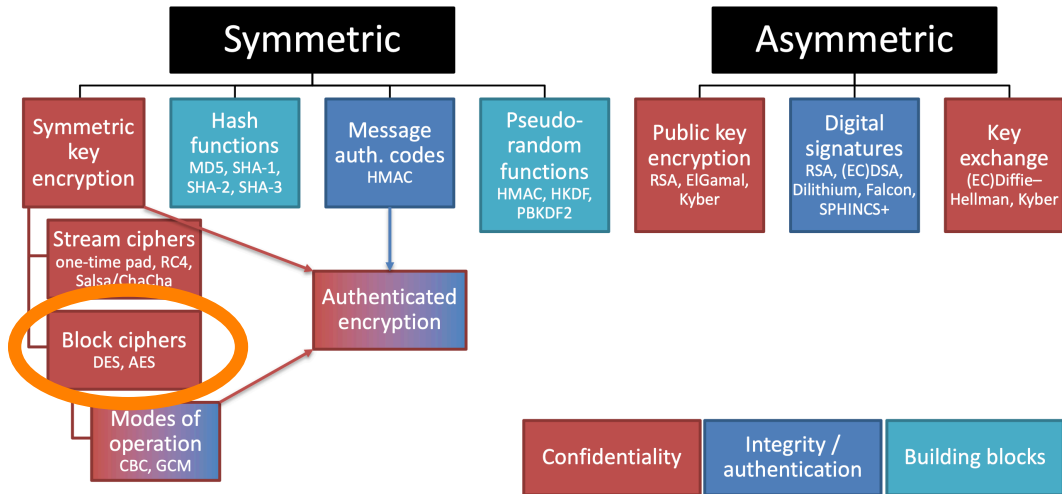 Symmetric
Asymmetric
Symmetric
key
encryption
Hash
functions
MD5, SHA-1,
SHA-2, SHA-3
Message
auth. codes
HMAC
Pseudo-
random
functions
HMAC, HKDF,
PBKDF2
Public key
encryption
RSA, ElGamal,
Kyber
Digital
signatures
RSA, (EC)DSA,
Dilithium, Falcon,
SPHINCS+
Key
exchange
(EC)Diffie–
Hellman, Kyber
Stream ciphers
one-time pad, RC4,
Salsa/ChaCha
Authenticated
encryption
Block ciphers
DES, AES
Modes of
operation
CBC, GCM
Confidentiality
Integrity /
authentication
Building blocks